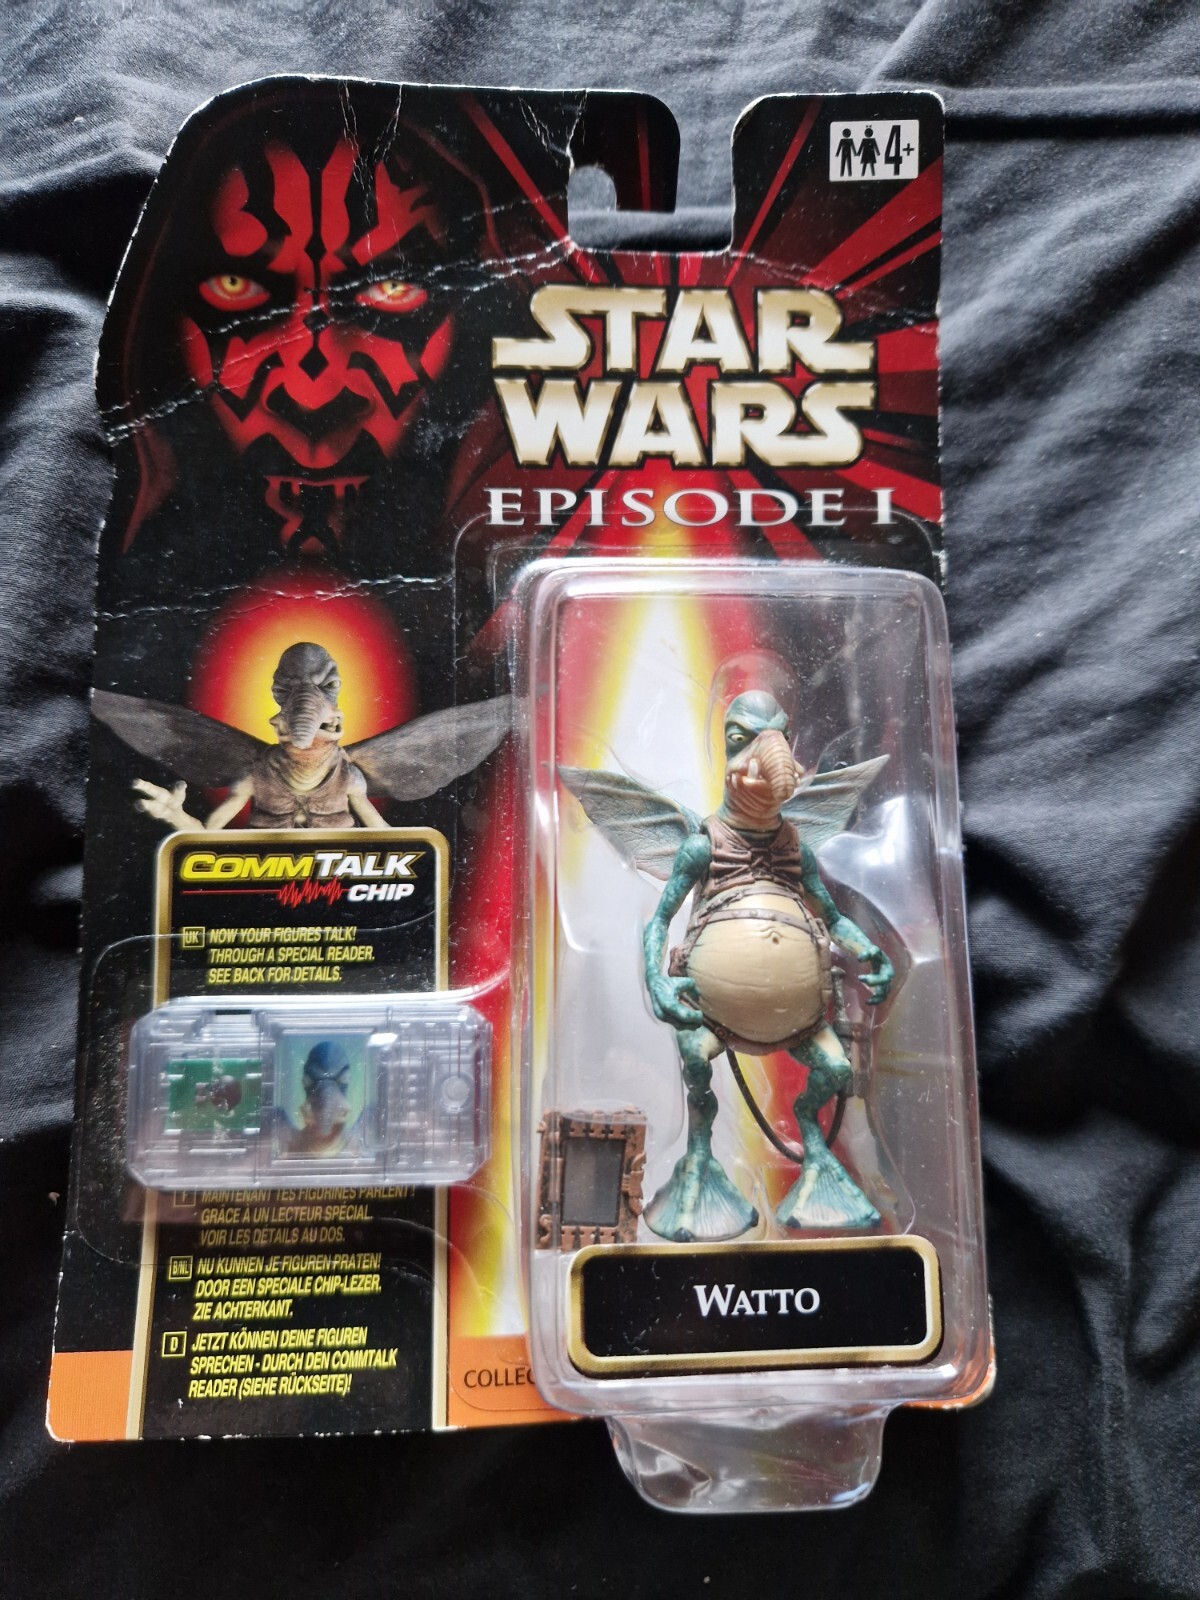 4+
STAR
WARS
EPISODE I
COMMTALK
CHIP
UK NOW YOUR FIGURES TALK!
THROUGH A SPECIAL READER.
SEE BACK FOR DETAILS.
F MAINTENANT TES FIGURINES PARLENT!
GRÂCE À UN LECTEUR SPÉCIAL
VOIR LES DÉTAILS AU DOS.
B/NL NU KUNNEN JE FIGUREN PRATEN!
DOOR EEN SPECIALE CHIP-LEZER.
ZIE ACHTERKANT.
D JETZT KÖNNEN DEINE FIGUREN
SPRECHEN - DURCH DEN COMMTALK
READER (SIEHE RÜCKSEITE)!
COLLEC
WATTO